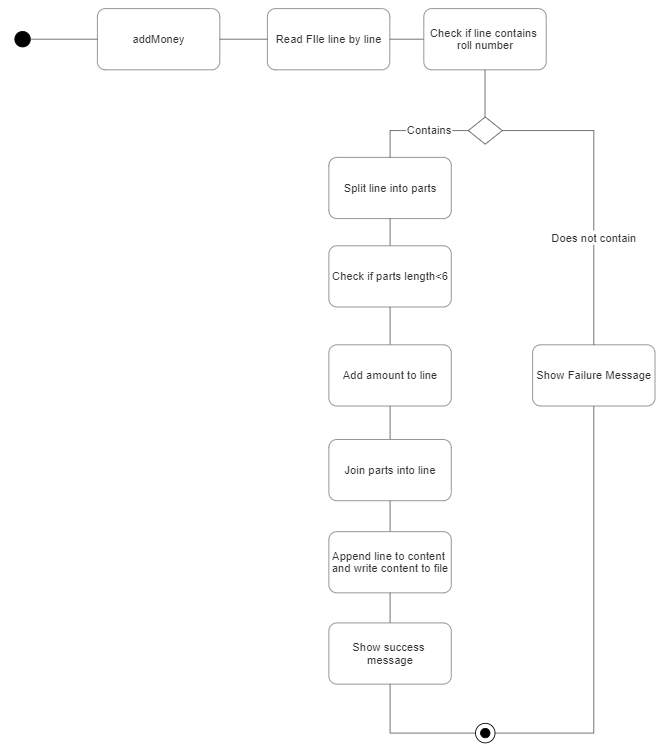 addMoney
Read FIle line by line
Check if line contains
roll number
Contains
Split line into parts
Does not contain
Check if parts length<6
Add amount to line
Show Failure Message
Join parts into line
Append line to content
and write content to file
Show success
message